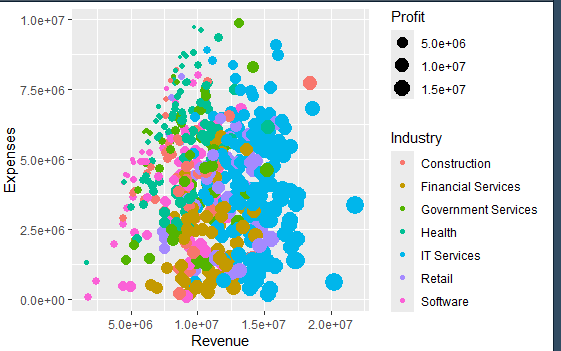 Expenses
1.0e+07
7.5e+06
5.0e+06
2.5e+06
0.0e+00
5.0e+06 1.0e+07 1.5e+07 2.0e+07
Revenue
Profit
5.0e+06
1.0e+07
1.5e+07
Industry
Construction
Financial Services
Government Services
Health
IT Services
Retail
Software